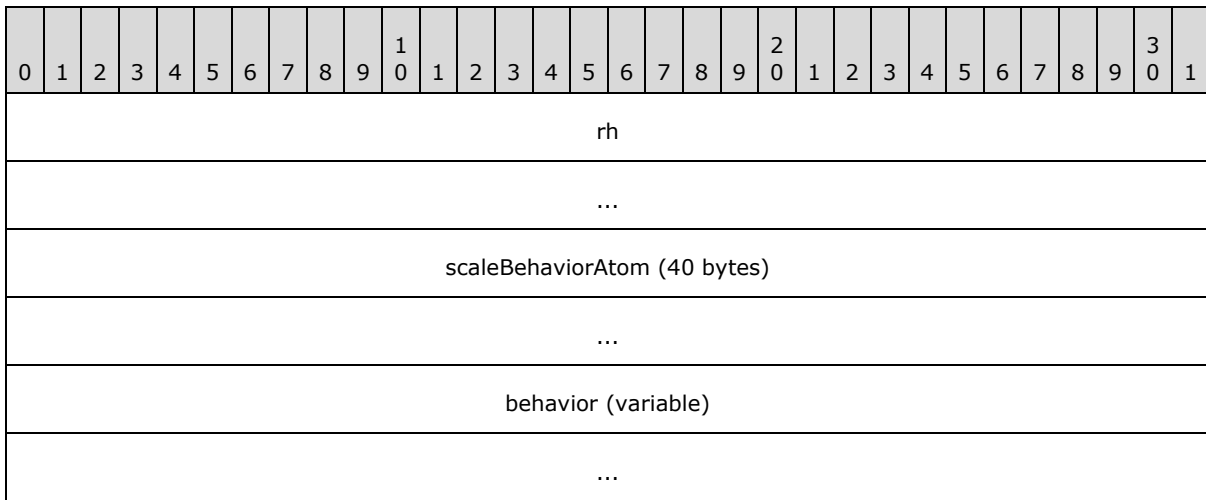 1 2 3
0 1 2 3 4 5 6 7 8 9 0 1 2 3 4 5 6 7 8 9 0 1 2 3 4 5 6 7 8 9 0 1
rh
...
scaleBehaviorAtom (40 bytes)
...
behavior (variable)
...